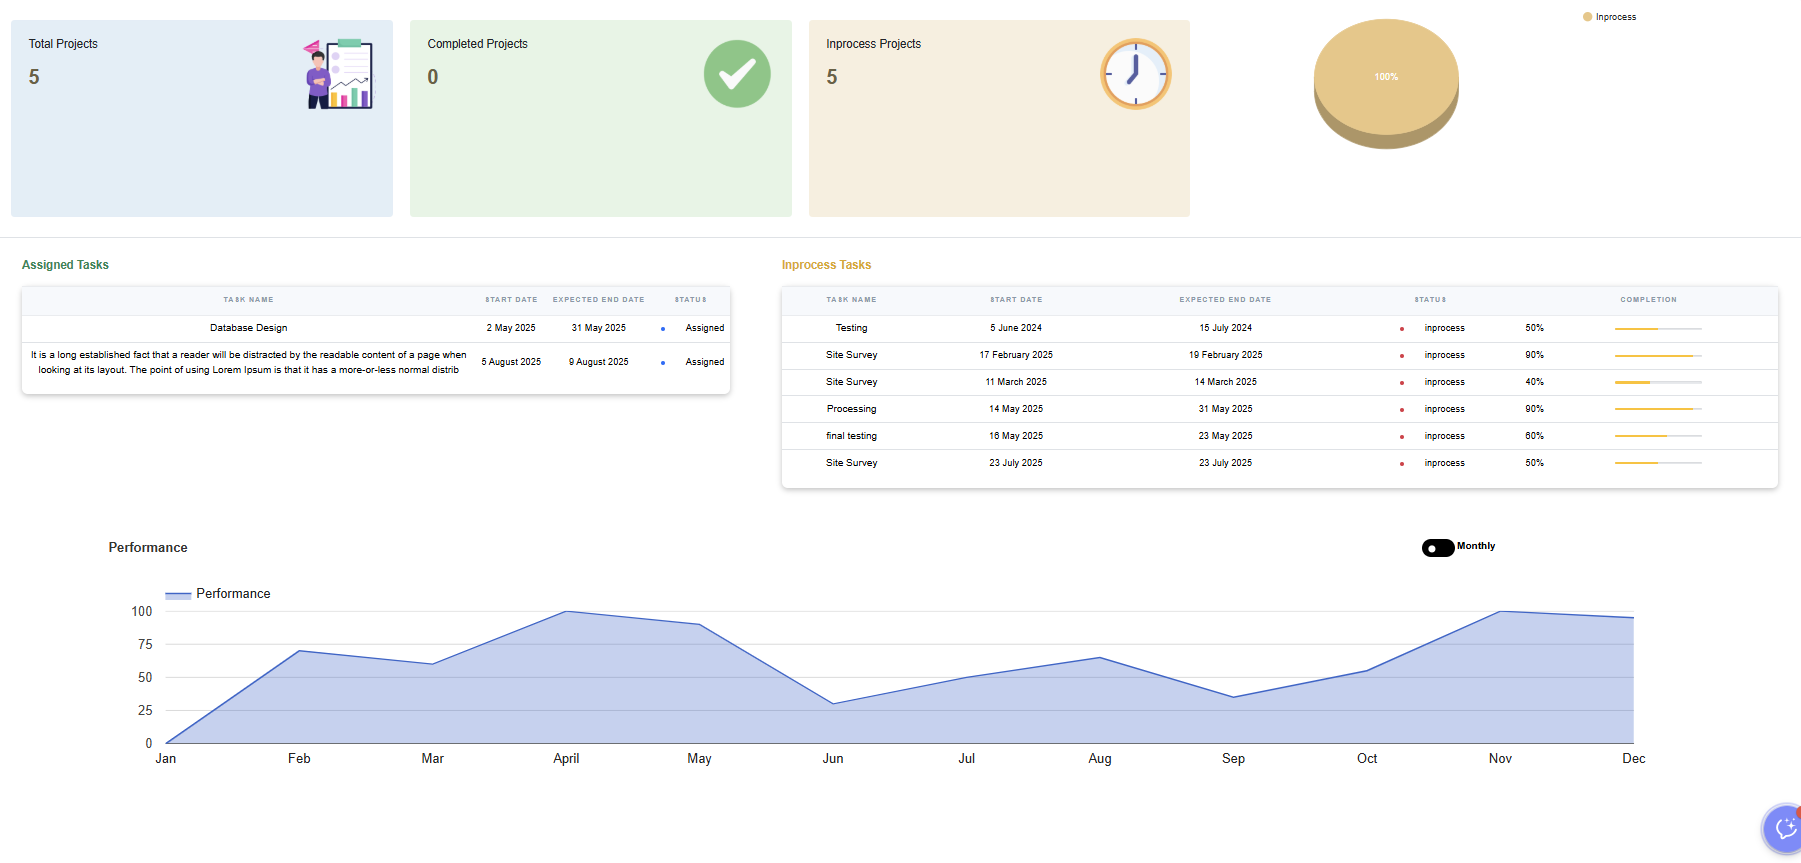 Total Projects
5
Completed Projects
0
Inprocess Projects
5
Inprocess
100%
Assigned Tasks
TASK NAME START DATE EXPECTED END DATE STATUS
Database Design 2 May 2025 31 May 2025 Assigned
It is a long established fact that a reader will be distracted by the readable content of a page when
looking at its layout. The point of using Lorem Ipsum is that it has a more-or-less normal distrib
5 August 2025 9 August 2025 Assigned
Inprocess Tasks
TASK NAME START DATE EXPECTED END DATE STATUS COMPLETION
Testing 5 June 2024 15 July 2024 inprocess 50%
Site Survey 17 February 2025 19 February 2025 inprocess 90%
Site Survey 11 March 2025 14 March 2025 inprocess 40%
Processing 14 May 2025 31 May 2025 inprocess 90%
final testing 16 May 2025 23 May 2025 inprocess 60%
Site Survey 23 July 2025 23 July 2025 inprocess 50%
Performance
Monthly
Performance
100
75
50
25
0
Jan Feb Mar April May Jun Jul Aug Sep Oct Nov Dec